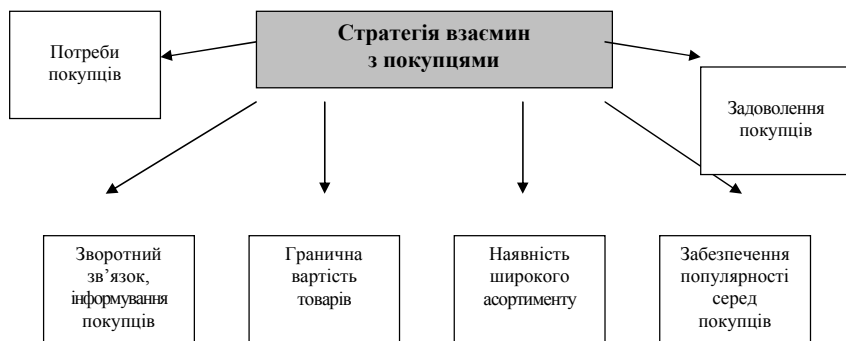 Стратегія взаємин
з покупцями
Потреби
покупців
Задоволення
покупців
Зворотний
зв’язок,
інформування
покупців
Гранична
вартість
товарів
Наявність
широкого
асортименту
Забезпечення
популярності
серед
покупців